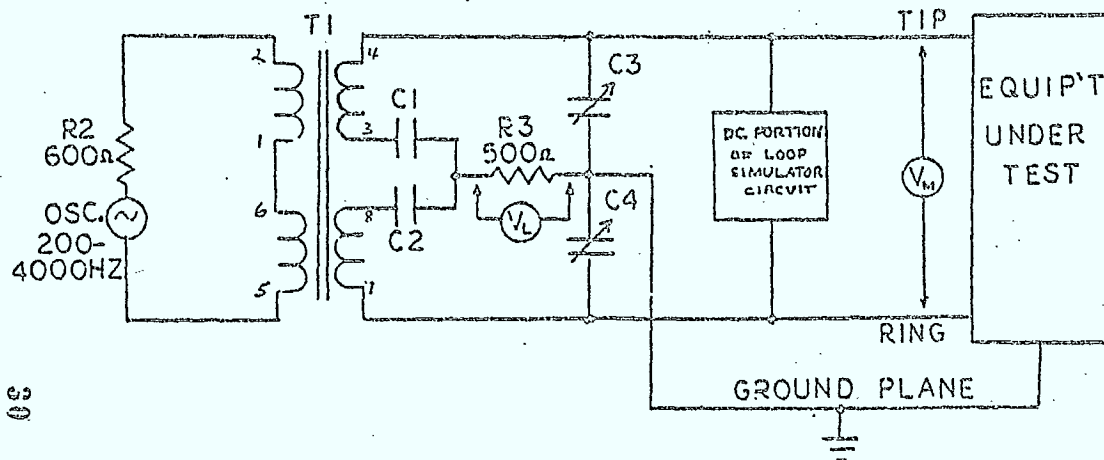 T1
TIP
2
4
C3
EQUIP'T
UNDER
TEST
R2
600Ω
1
3
C1
R3
500Ω
DC PORTION
OF LOOP
SIMULATOR
CIRCUIT
VM
OSC.
200-
4000HZ
6
8
C2
VL
C4
5
7
RING
GROUND PLANE
30